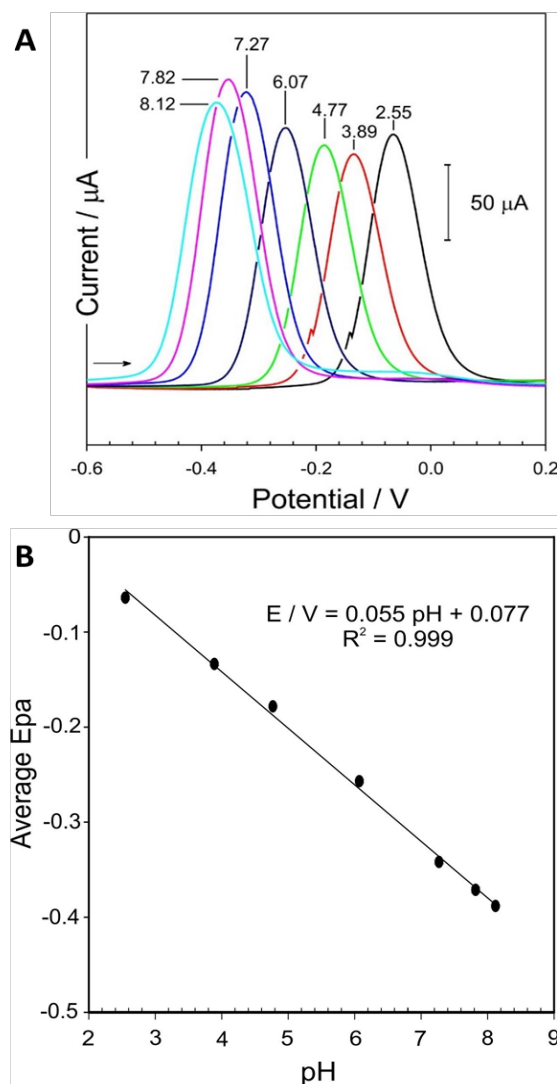 A
7.82
8.12
7.27
6.07
4.77
3.89
2.55
50 μA
Current / μA
-0.6
-0.4
-0.2
0.0
0.2
Potential / V
B
0
-0.1
-0.2
-0.3
-0.4
-0.5
E / V = 0.055 pH + 0.077
R² = 0.999
Average Epa
2
3
4
5
6
7
8
9
pH